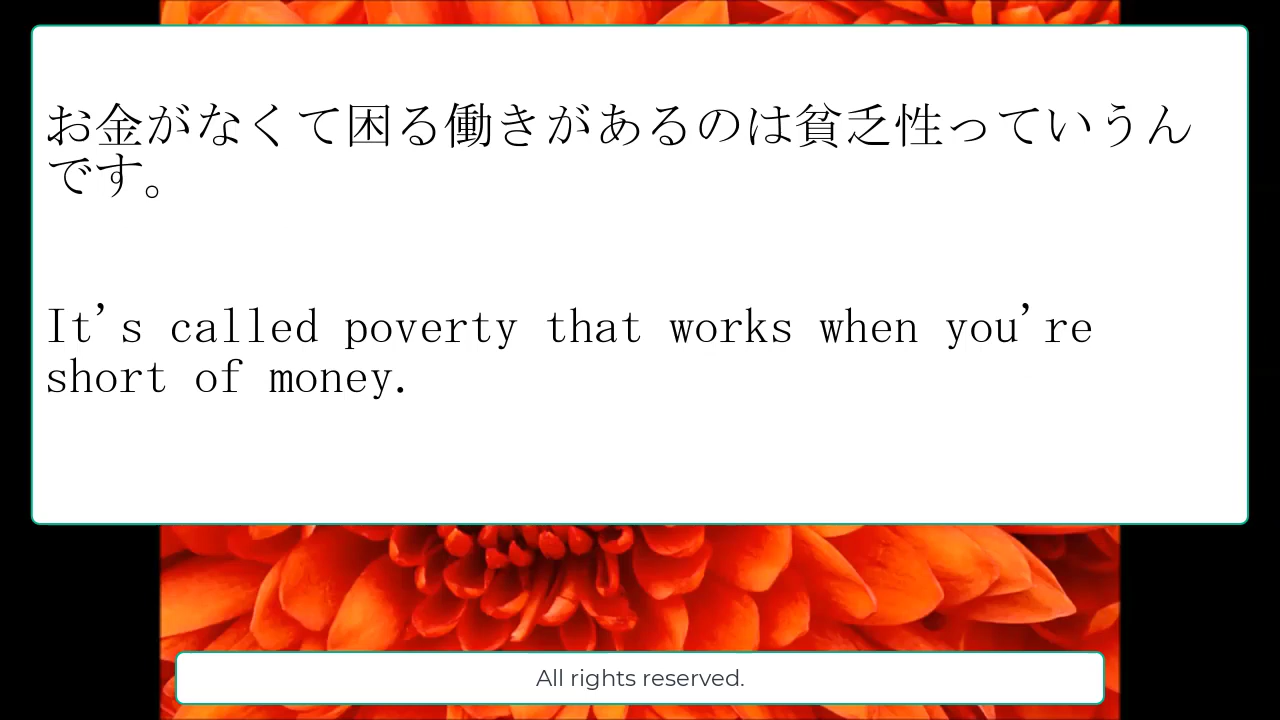 お金がなくて困る働きがあるのは貧乏性っていうん
です。
It's called poverty that works when you're
short of money.
All rights reserved.